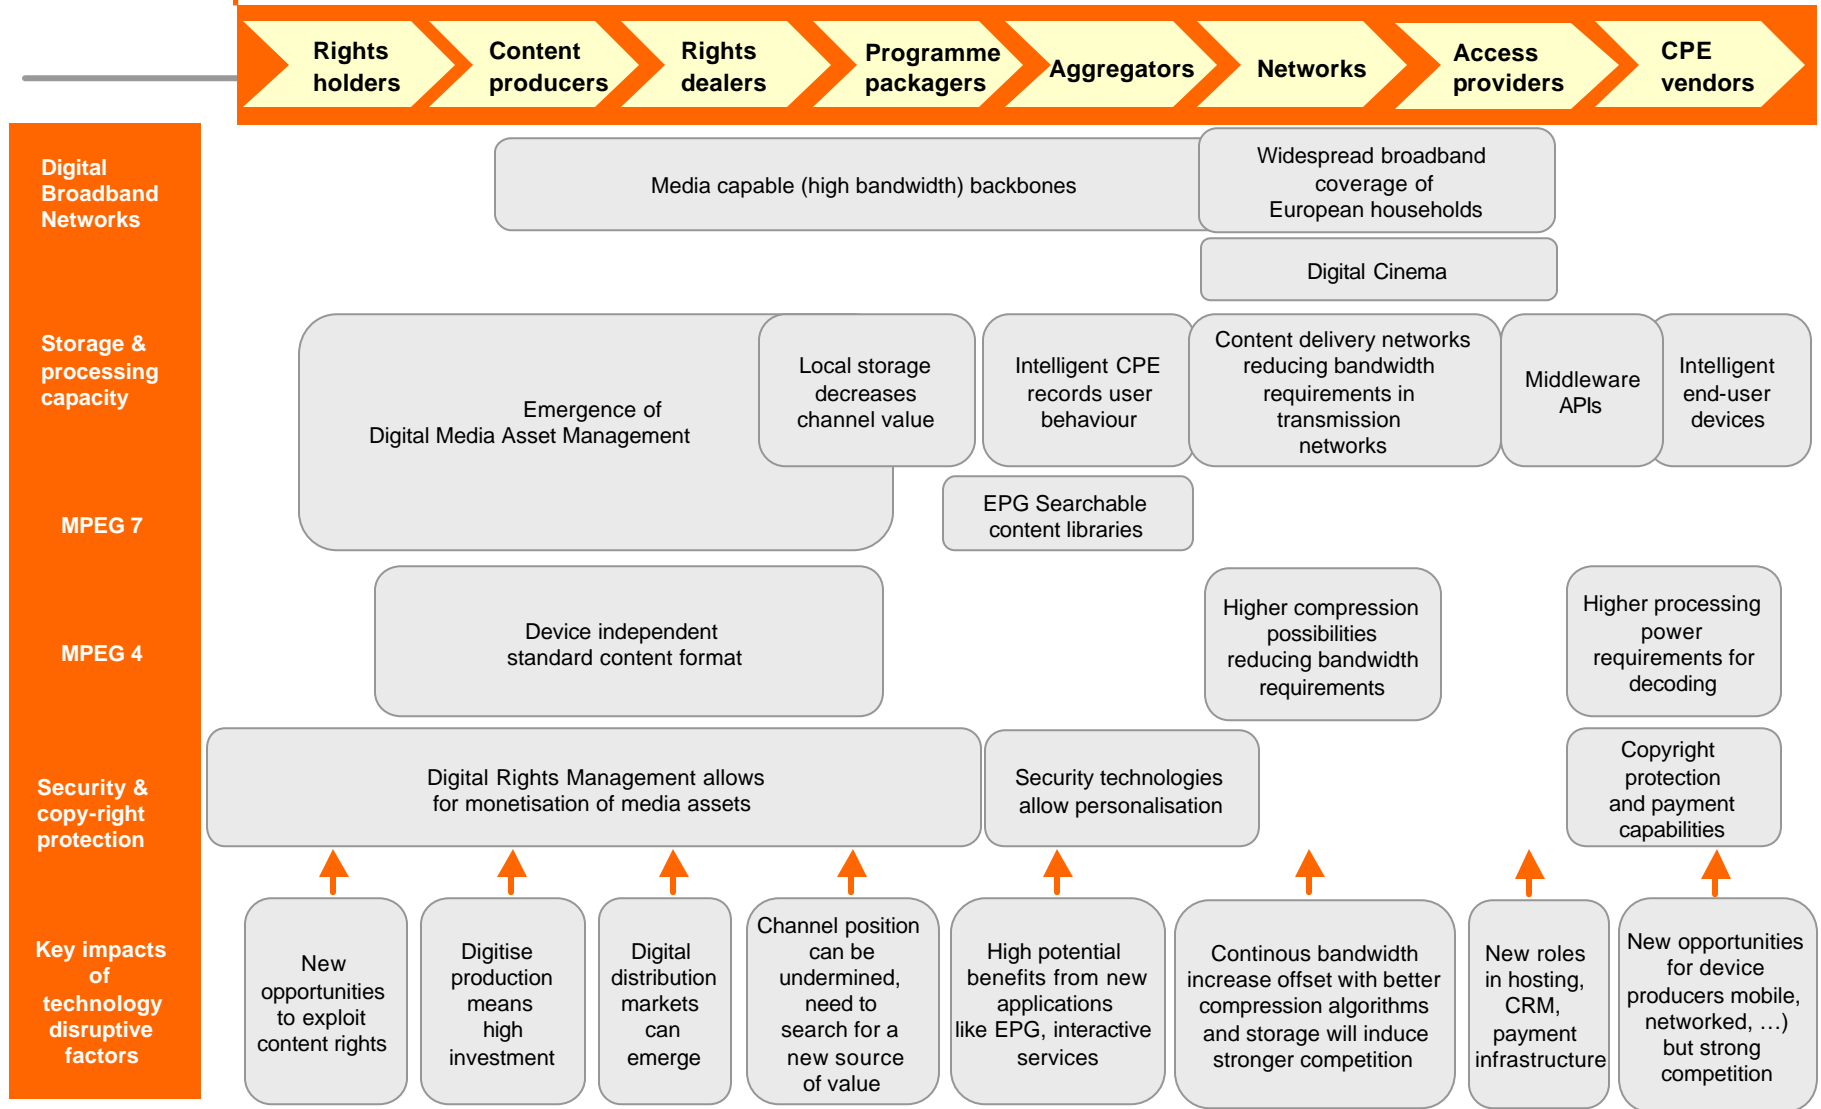 Rights
holders
Content
producers
Rights
dealers
Programme
packagers
Aggregators
Networks
Access
providers
CPE
vendors
Digital
Broadband
Networks
Media capable (high bandwidth) backbones
Widespread broadband
coverage of
European households
Digital Cinema
Storage &
processing
capacity
Emergence of
Digital Media Asset Management
Local storage
decreases
channel value
Intelligent CPE
records user
behaviour
Content delivery networks
reducing bandwidth
requirements in
transmission
networks
Middleware
APIs
Intelligent
end-user
devices
MPEG 7
EPG Searchable
content libraries
MPEG 4
Device independent
standard content format
Higher compression
possibilities
reducing bandwidth
requirements
Higher processing
power
requirements for
decoding
Security &
copy-right
protection
Digital Rights Management allows
for monetisation of media assets
Security technologies
allow personalisation
Copyright
protection
and payment
capabilities
Key impacts
of
technology
disruptive
factors
New
opportunities
to exploit
content rights
Digitise
production
means
high
investment
Digital
distribution
markets
can
emerge
Channel position
can be
undermined,
need to
search for a
new source
of value
High potential
benefits from new
applications
like EPG, interactive
services
Continous bandwidth
increase offset with better
compression algorithms
and storage will induce
stronger competition
New roles
in hosting,
CRM,
payment
infrastructure
New opportunities
for device
producers mobile,
networked, …)
but strong
competition